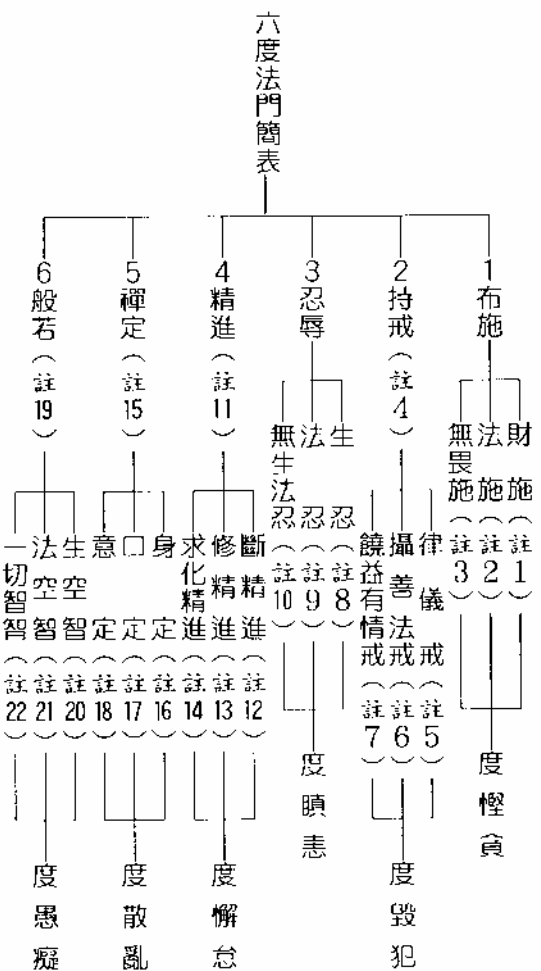 六度法門簡表
1布施
財施（註1）
法施（註2）
無畏施（註3）
度慳貪
2持戒（註4）
律儀戒（註5）
攝善法戒（註6）
饒益有情戒（註7）
度毀犯
3忍辱
生忍（註8）
法忍（註9）
無生法忍（註10）
度瞋恚
4精進（註11）
斷精進（註12）
修精進（註13）
求化精進（註14）
度懈怠
5禪定（註15）
身定（註16）
口定（註17）
意定（註18）
度散亂
6般若（註19）
生空智（註20）
法空智（註21）
一切智智（註22）
度愚癡